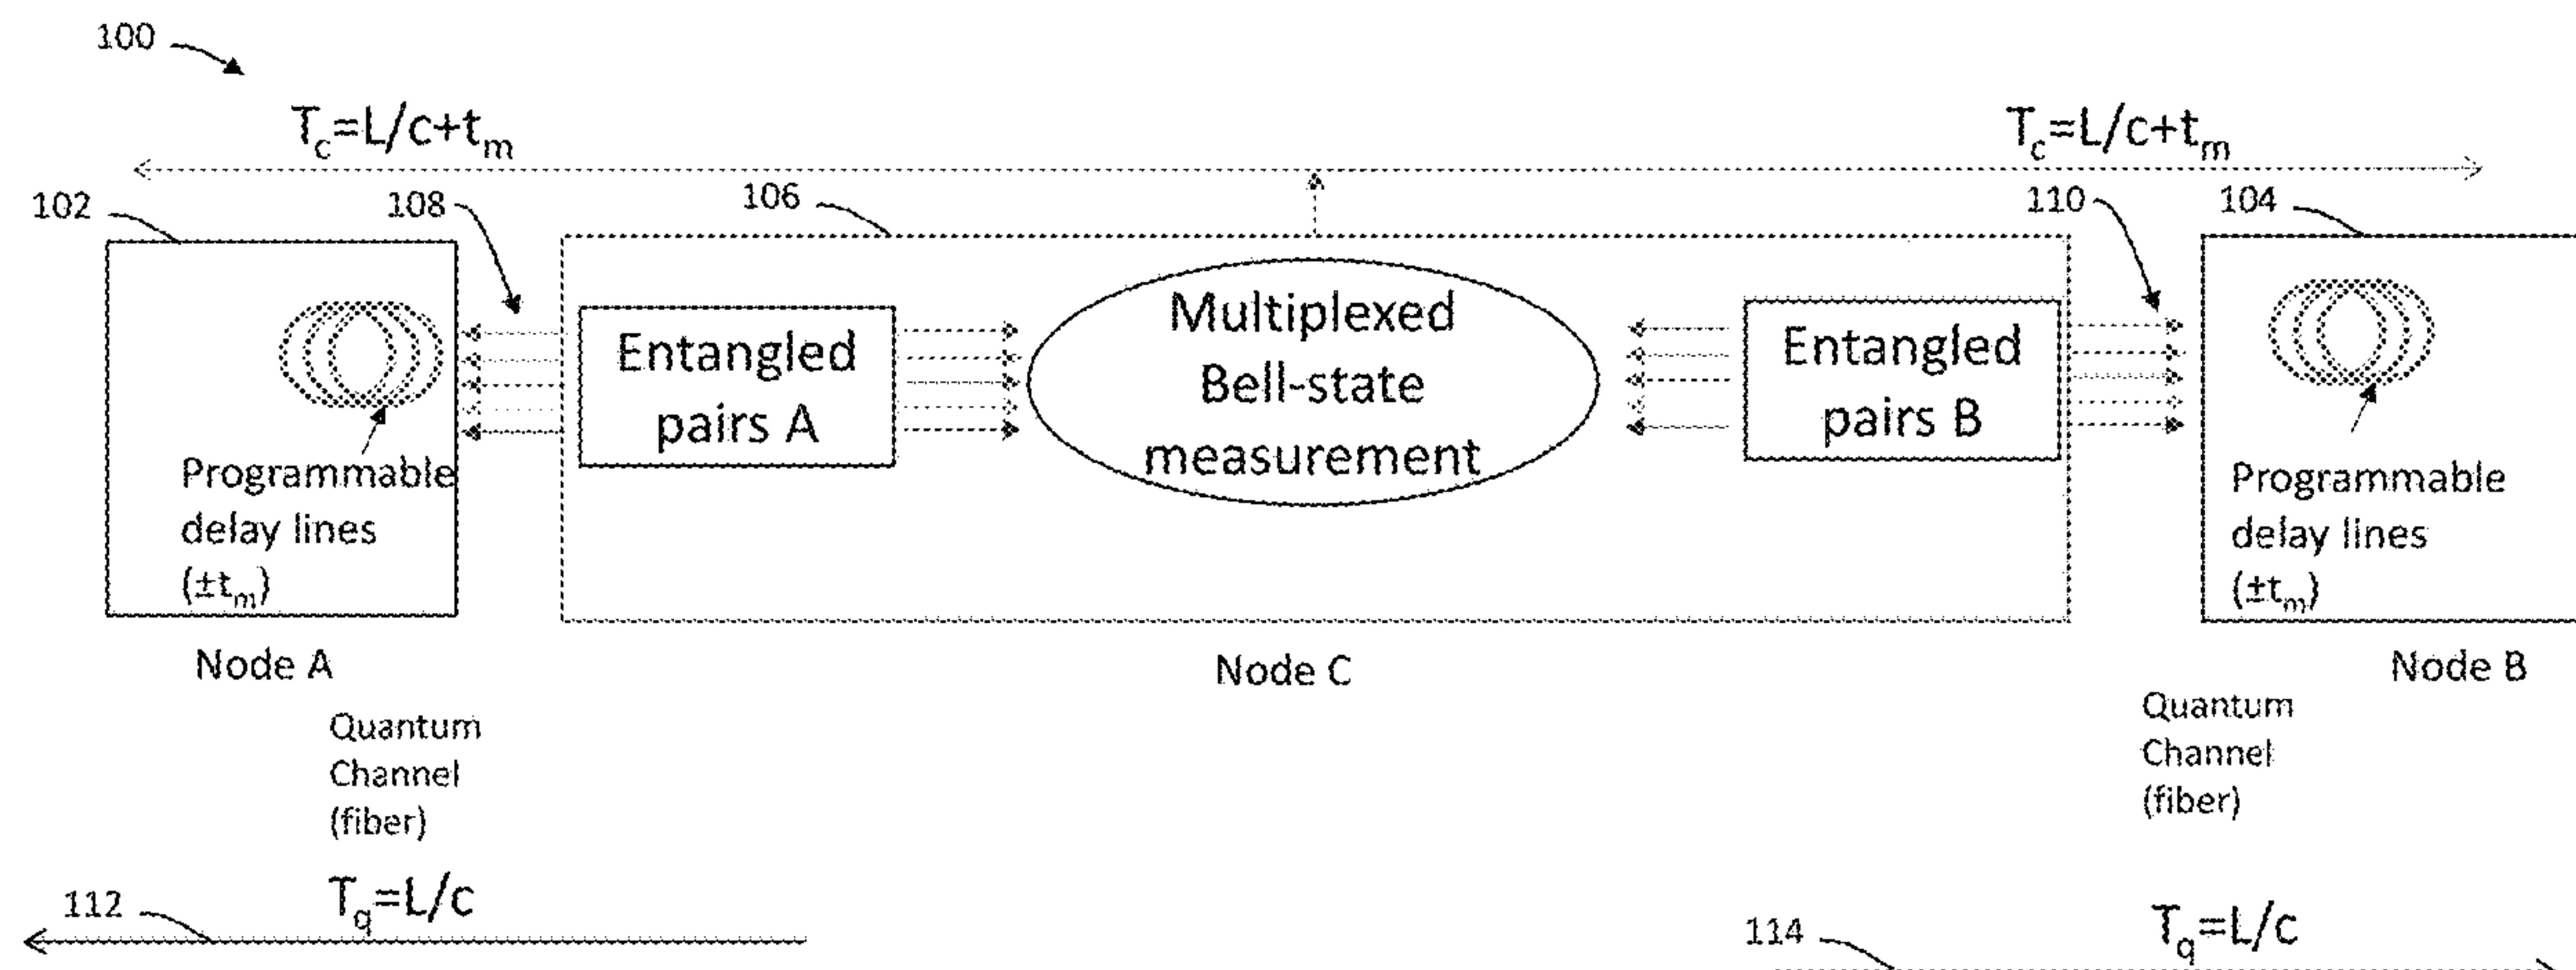 100
T_c=L/c+t_m
T_c=L/c+t_m
102
108
106
110
104
Entangled
pairs A
Multiplexed
Bell-state
measurement
Entangled
pairs B
Programmable
delay lines
(±t_m)
Programmable
delay lines
(±t_m)
Node A
Node C
Node B
Quantum
Channel
(fiber)
Quantum
Channel
(fiber)
112
T_q=L/c
114
T_q=L/c